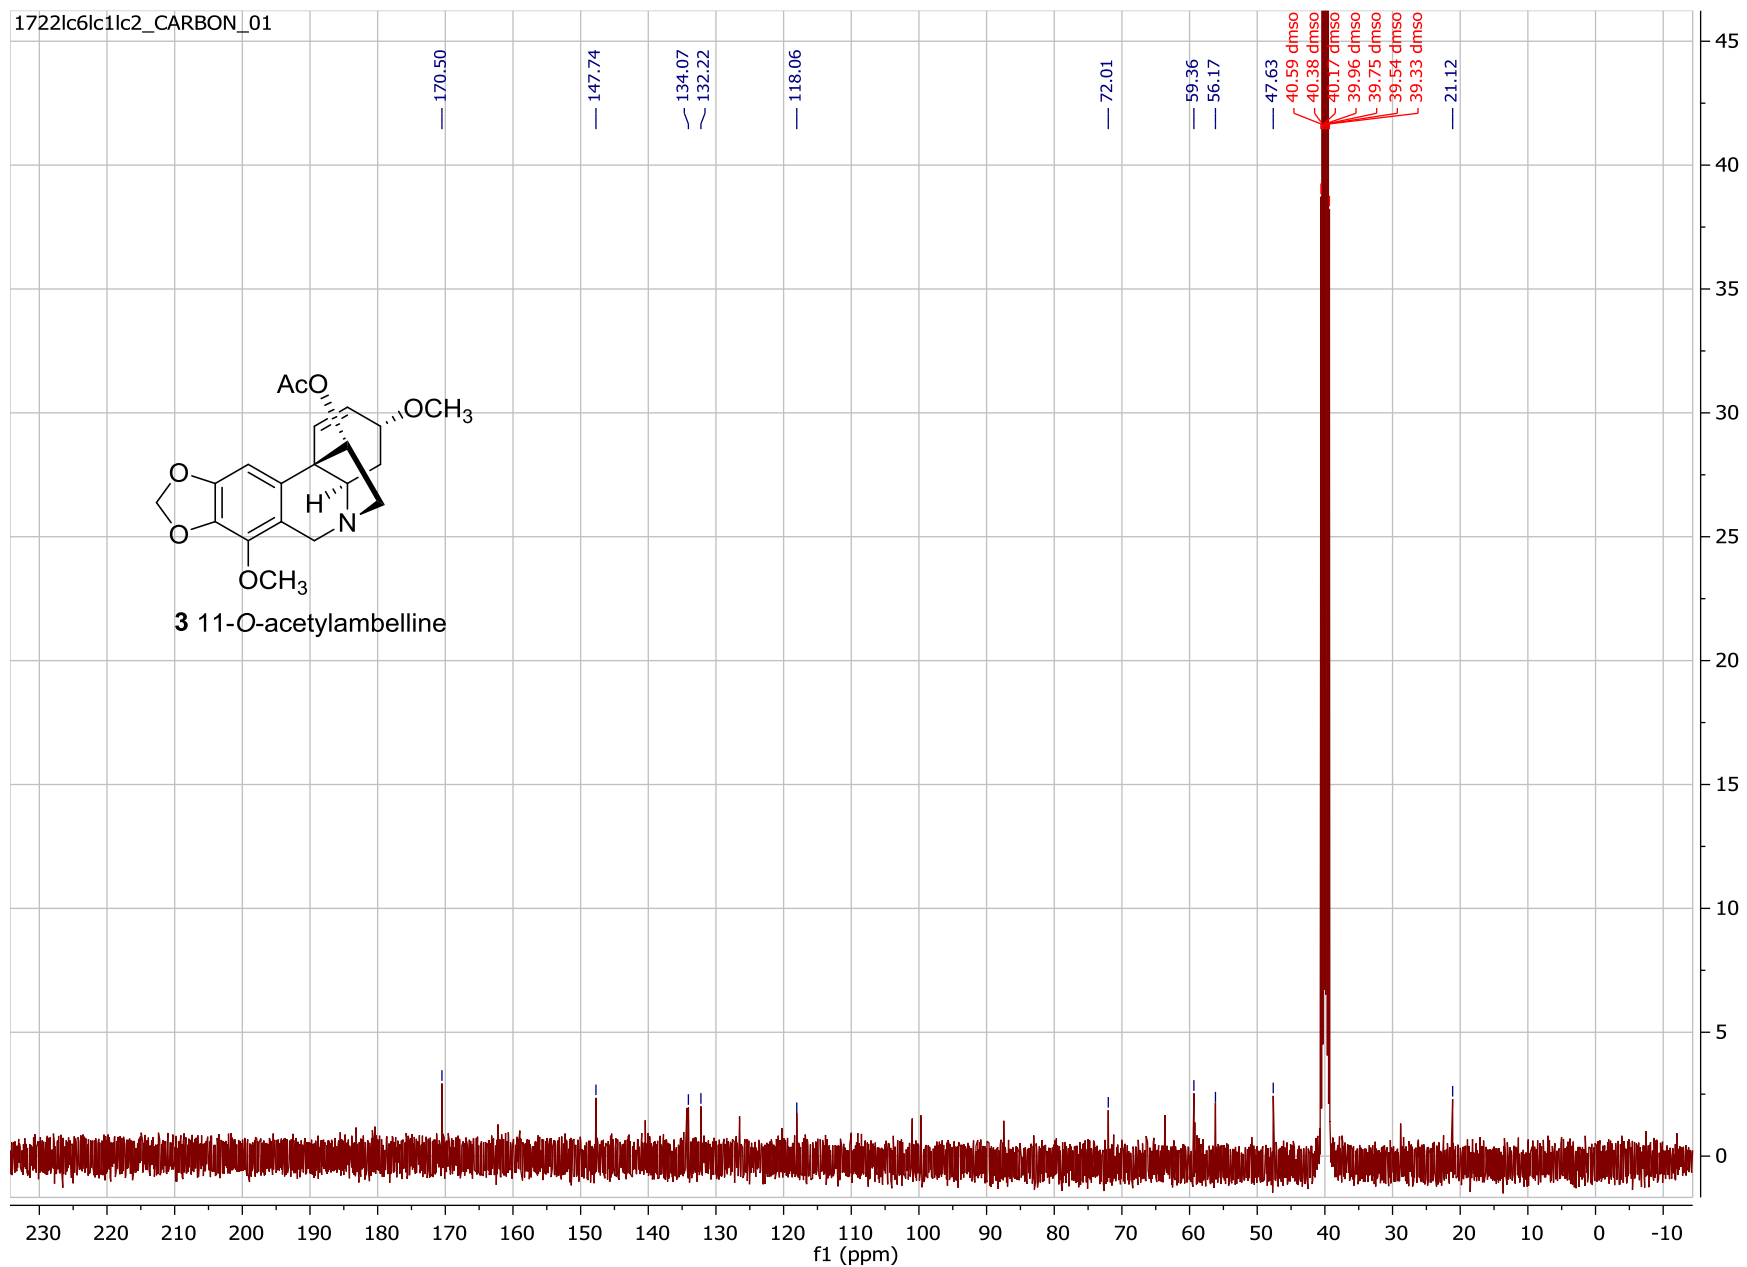 1722lc6lc1lc2_CARBON_01
170.50
147.74
134.07
132.22
118.06
72.01
59.36
56.17
47.63
40.59 dmso
40.38 dmso
40.17 dmso
39.96 dmso
39.75 dmso
39.54 dmso
39.33 dmso
21.12
45
40
35
30
25
20
15
10
5
0
AcO
OCH3
O
H
N
O
OCH3
3 11-O-acetylambelline
230 220 210 200 190 180 170 160 150 140 130 120 110 100 90 80 70 60 50 40 30 20 10 0 -10
f1 (ppm)